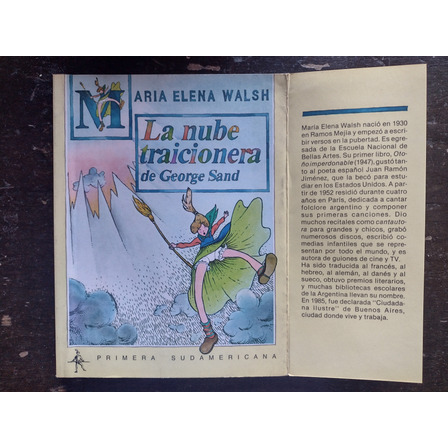 MARIA ELENA WALSH
La nube
traicionera
de George Sand
PRIMERA SUDAMERICANA
María Elena Walsh nació en 1930
en Ramos Mejía y empezó a escri-
bir versos en la pubertad. Es egre-
sada de la Escuela Nacional de
Bellas Artes. Su primer libro, Oto-
ño imperdonable (1947), gustó tan-
to al poeta español Juan Ramón
Jiménez, que la becó para estu-
diar en los Estados Unidos. A par-
tir de 1952 residió durante cuatro
años en París, dedicada a cantar
folclore argentino y componer
sus primeras canciones. Dio
muchos recitales como cantauto-
ra para grandes y chicos, grabó
numerosos discos, escribió co-
medias infantiles que se repre-
sentan por todo el mundo, y es
autora de guiones de cine y TV.
Ha sido traducida al francés, al
hebreo, al alemán, al danés y al
sueco, obtuvo premios literarios,
y muchas bibliotecas escolares
de la Argentina llevan su nombre.
En 1985, fue declarada "Ciudada-
na Ilustre" de Buenos Aires,
ciudad donde vive y trabaja.